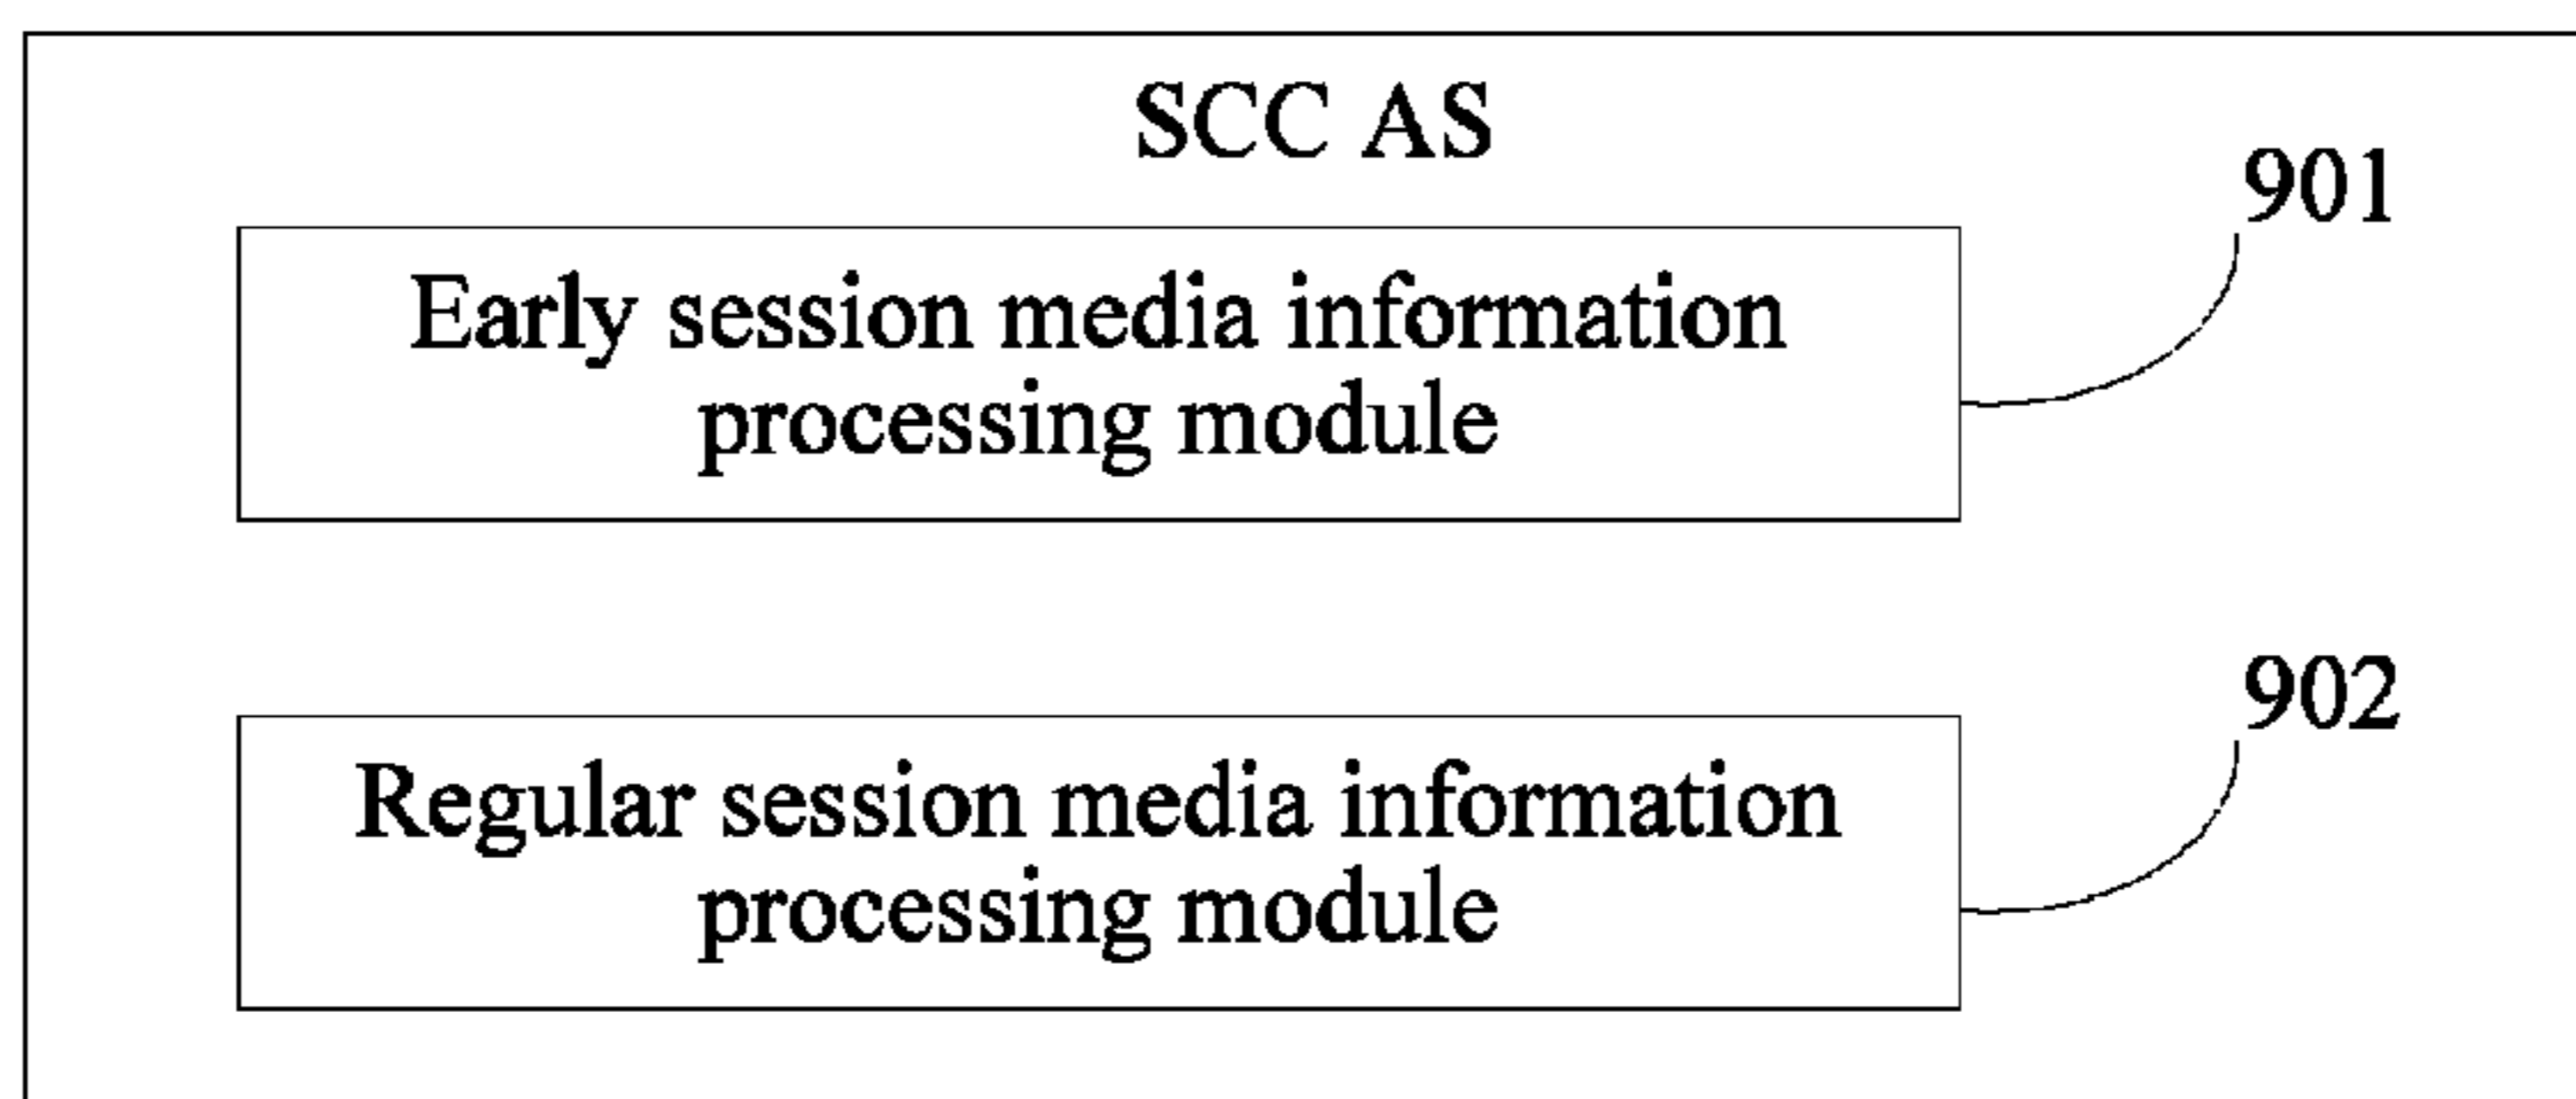 SCC AS
901
Early session media information
processing module
902
Regular session media information
processing module